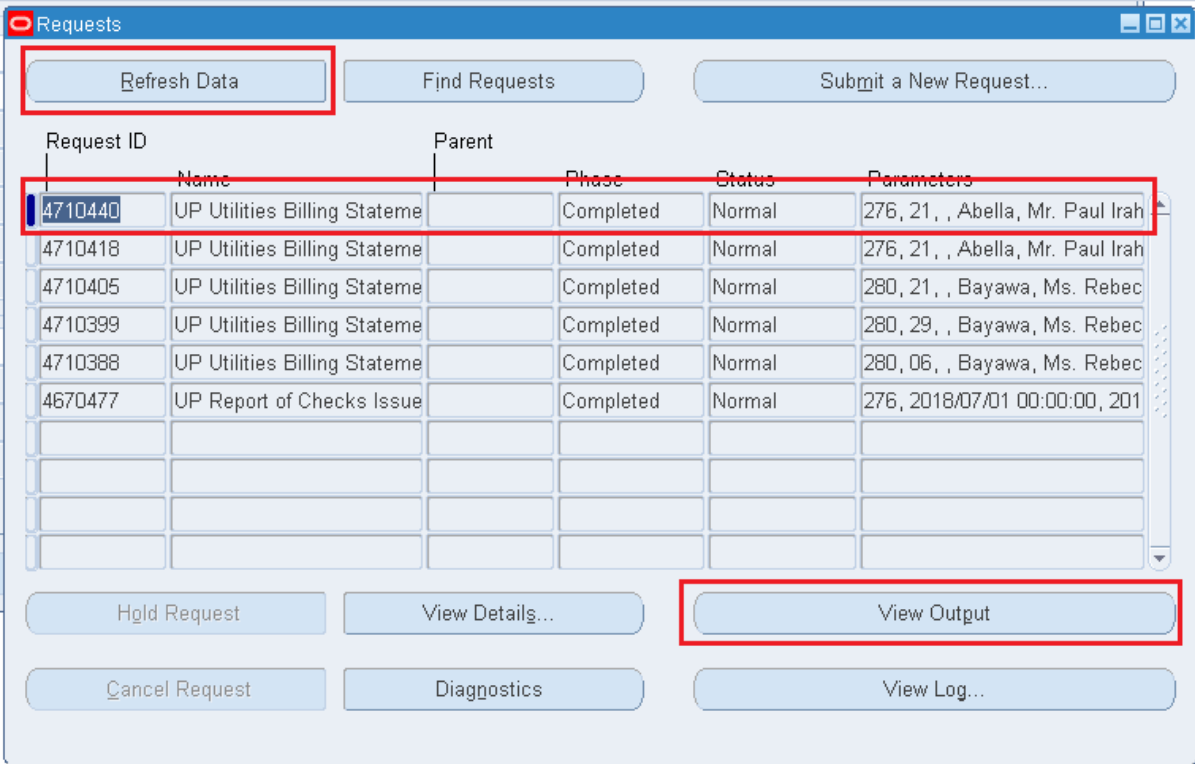 Requests
Refresh Data Find Requests Submit a New Request...
Request ID Parent
Name Phase Status Parameters
4710440 UP Utilities Billing Stateme Completed Normal 276, 21, , Abella, Mr. Paul Irah
4710418 UP Utilities Billing Stateme Completed Normal 276, 21, , Abella, Mr. Paul Irah
4710405 UP Utilities Billing Stateme Completed Normal 280, 21, , Bayawa, Ms. Rebec
4710399 UP Utilities Billing Stateme Completed Normal 280, 29, , Bayawa, Ms. Rebec
4710388 UP Utilities Billing Stateme Completed Normal 280, 06, , Bayawa, Ms. Rebec
4670477 UP Report of Checks Issue Completed Normal 276, 2018/07/01 00:00:00, 201
Hold Request View Details... View Output
Cancel Request Diagnostics View Log...